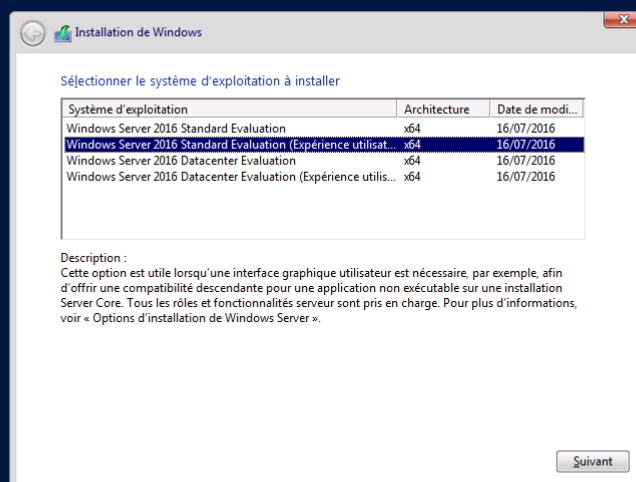 Installation de Windows
Sélectionner le système d'exploitation à installer
Système d'exploitation Architecture Date de modi...
Windows Server 2016 Standard Evaluation x64 16/07/2016
Windows Server 2016 Standard Evaluation (Expérience utilisat... x64 16/07/2016
Windows Server 2016 Datacenter Evaluation x64 16/07/2016
Windows Server 2016 Datacenter Evaluation (Expérience utilis... x64 16/07/2016
Description :
Cette option est utile lorsqu'une interface graphique utilisateur est nécessaire, par exemple, afin
d'offrir une compatibilité descendante pour une application non exécutable sur une installation
Server Core. Tous les rôles et fonctionnalités serveur sont pris en charge. Pour plus d'informations,
voir « Options d'installation de Windows Server ».
Suivant